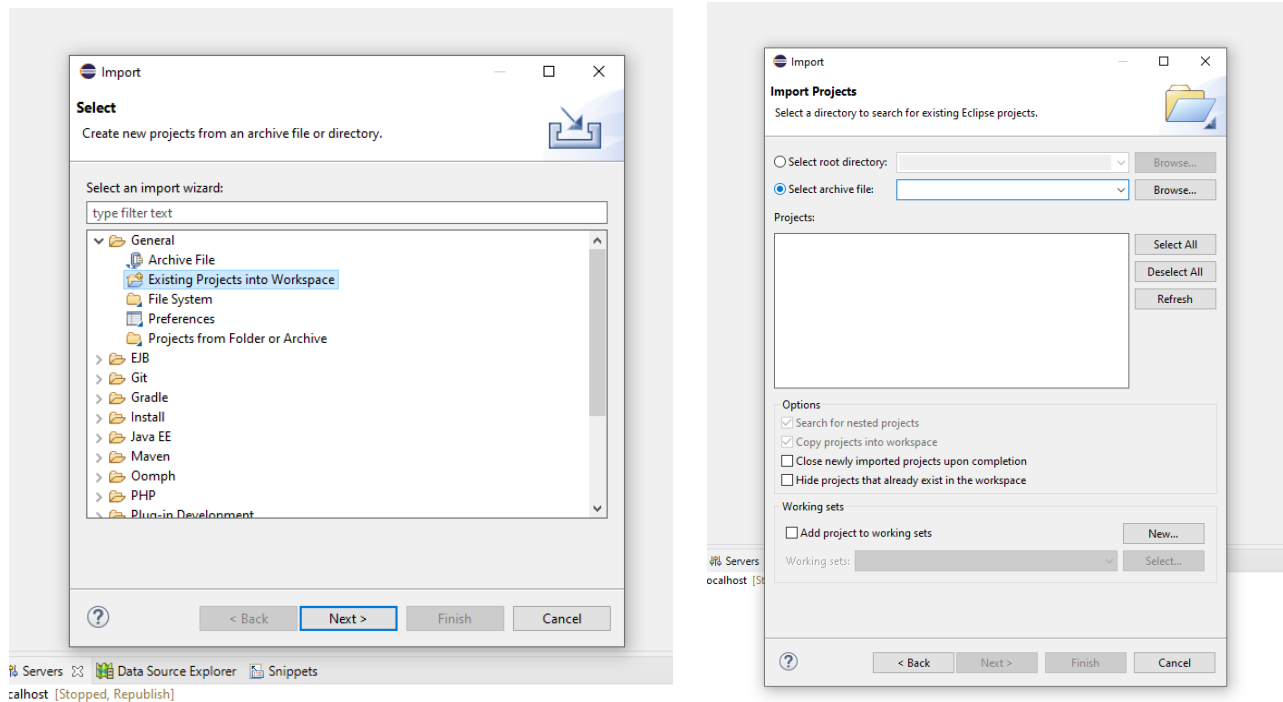 Import
Select
Create new projects from an archive file or directory.
Select an import wizard:
type filter text
General
Archive File
Existing Projects into Workspace
File System
Preferences
Projects from Folder or Archive
EJB
Git
Gradle
Install
Java EE
Maven
Oomph
PHP
Plug-in Development
? < Back Next > Finish Cancel
Servers Data Source Explorer Snippets
calhost [Stopped, Republish]
Import
Import Projects
Select a directory to search for existing Eclipse projects.
Select root directory: Browse...
Select archive file: Browse...
Projects:
Select All
Deselect All
Refresh
Options
Search for nested projects
Copy projects into workspace
Close newly imported projects upon completion
Hide projects that already exist in the workspace
Working sets
Add project to working sets New...
Servers
Working sets: Select...
ocalhost [St
? < Back Next > Finish Cancel